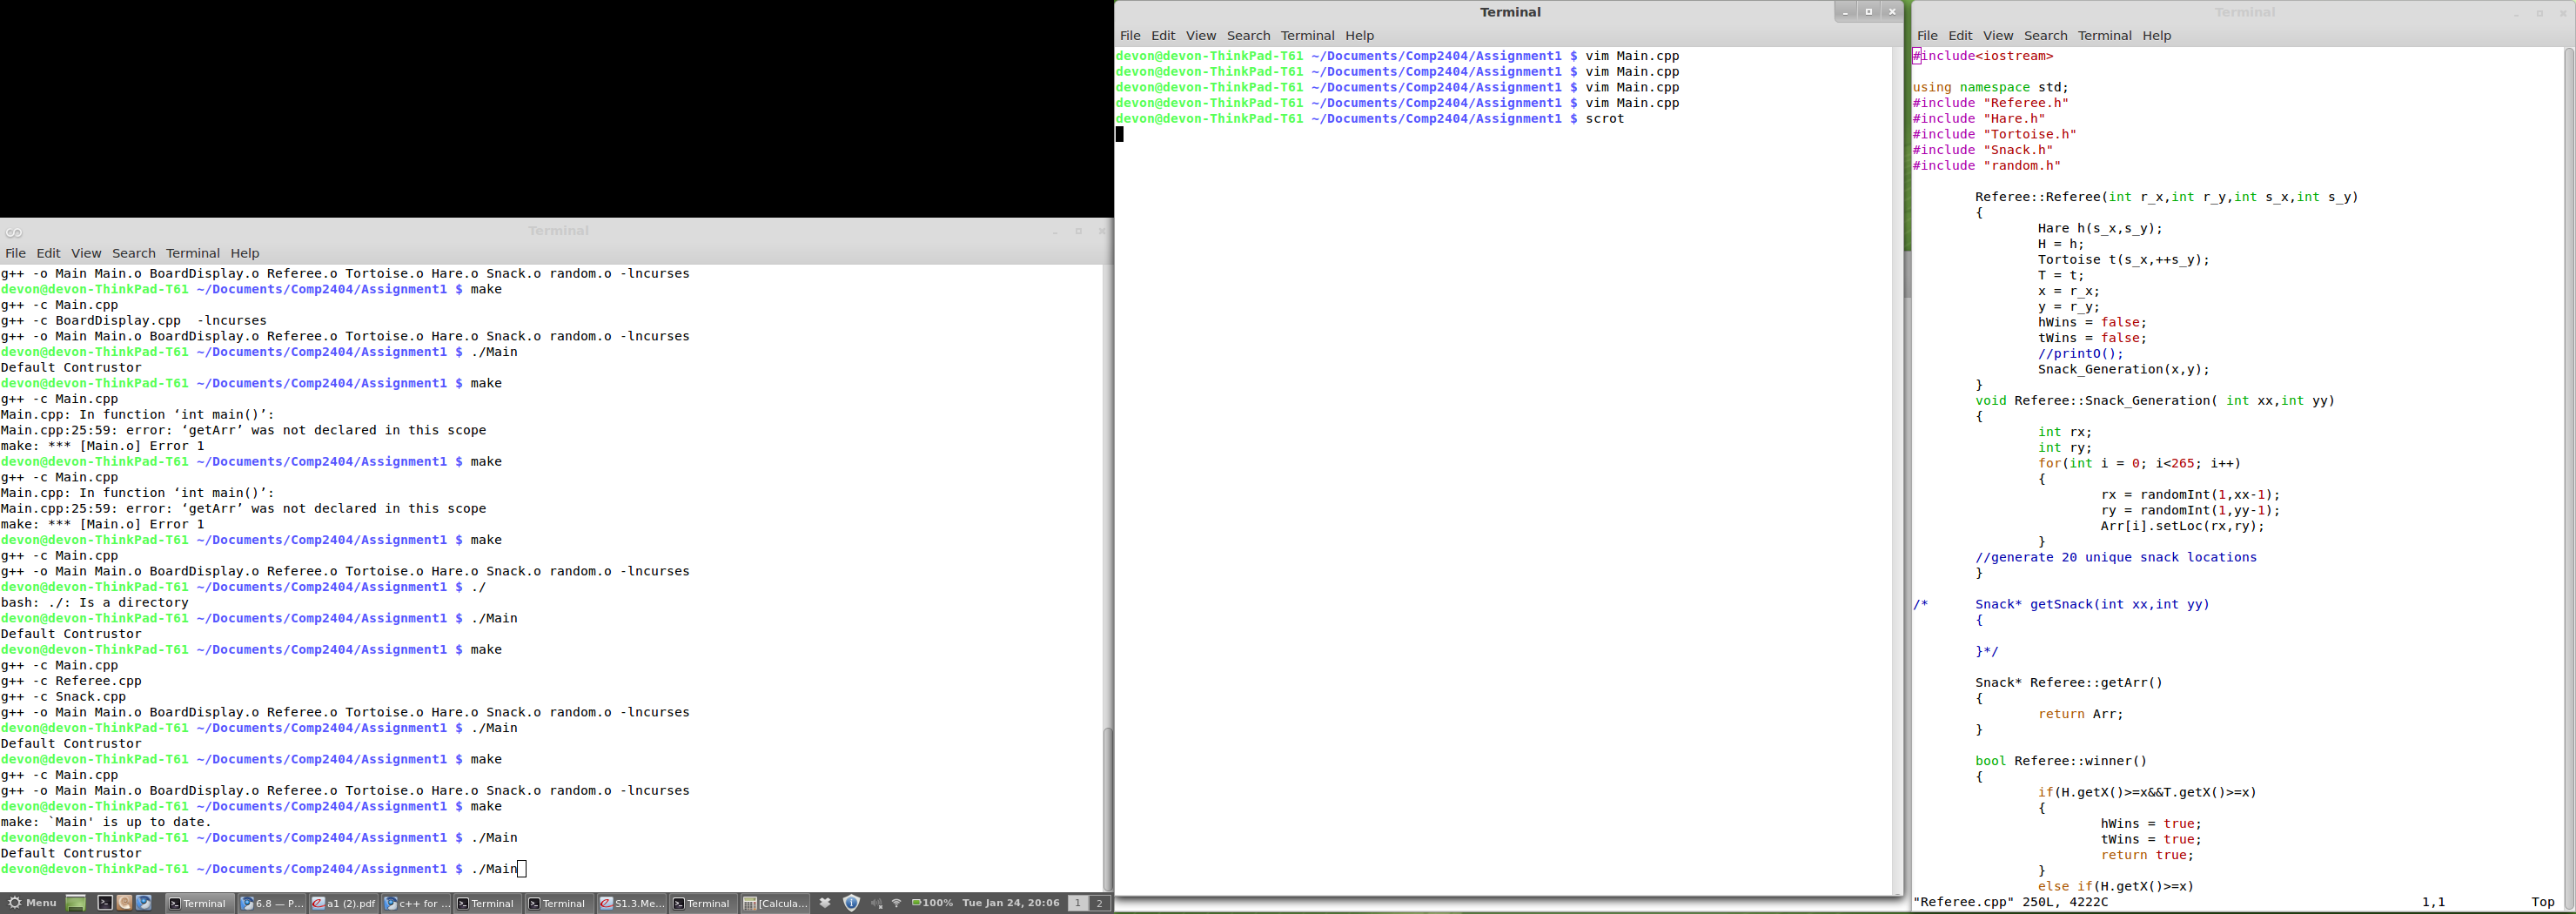 Terminal
File Edit View Search Terminal Help
g++ -o Main Main.o BoardDisplay.o Referee.o Tortoise.o Hare.o Snack.o random.o -lncurses
devon@devon-ThinkPad-T61 ~/Documents/Comp2404/Assignment1 $ make
g++ -c Main.cpp
g++ -c BoardDisplay.cpp  -lncurses
g++ -o Main Main.o BoardDisplay.o Referee.o Tortoise.o Hare.o Snack.o random.o -lncurses
devon@devon-ThinkPad-T61 ~/Documents/Comp2404/Assignment1 $ ./Main
Default Contrustor
devon@devon-ThinkPad-T61 ~/Documents/Comp2404/Assignment1 $ make
g++ -c Main.cpp
Main.cpp: In function ‘int main()’:
Main.cpp:25:59: error: ‘getArr’ was not declared in this scope
make: *** [Main.o] Error 1
devon@devon-ThinkPad-T61 ~/Documents/Comp2404/Assignment1 $ make
g++ -c Main.cpp
Main.cpp: In function ‘int main()’:
Main.cpp:25:59: error: ‘getArr’ was not declared in this scope
make: *** [Main.o] Error 1
devon@devon-ThinkPad-T61 ~/Documents/Comp2404/Assignment1 $ make
g++ -c Main.cpp
g++ -o Main Main.o BoardDisplay.o Referee.o Tortoise.o Hare.o Snack.o random.o -lncurses
devon@devon-ThinkPad-T61 ~/Documents/Comp2404/Assignment1 $ ./
bash: ./: Is a directory
devon@devon-ThinkPad-T61 ~/Documents/Comp2404/Assignment1 $ ./Main
Default Contrustor
devon@devon-ThinkPad-T61 ~/Documents/Comp2404/Assignment1 $ make
g++ -c Main.cpp
g++ -c Referee.cpp
g++ -c Snack.cpp
g++ -o Main Main.o BoardDisplay.o Referee.o Tortoise.o Hare.o Snack.o random.o -lncurses
devon@devon-ThinkPad-T61 ~/Documents/Comp2404/Assignment1 $ ./Main
Default Contrustor
devon@devon-ThinkPad-T61 ~/Documents/Comp2404/Assignment1 $ make
g++ -c Main.cpp
g++ -o Main Main.o BoardDisplay.o Referee.o Tortoise.o Hare.o Snack.o random.o -lncurses
devon@devon-ThinkPad-T61 ~/Documents/Comp2404/Assignment1 $ make
make: `Main' is up to date.
devon@devon-ThinkPad-T61 ~/Documents/Comp2404/Assignment1 $ ./Main
Default Contrustor
devon@devon-ThinkPad-T61 ~/Documents/Comp2404/Assignment1 $ ./Main
Menu Terminal 6.8 — P... a1 (2).pdf c++ for ... Terminal Terminal S1.3.Me... Terminal [Calcula... 100% Tue Jan 24, 20:06 1 2
Terminal
File Edit View Search Terminal Help
devon@devon-ThinkPad-T61 ~/Documents/Comp2404/Assignment1 $ vim Main.cpp
devon@devon-ThinkPad-T61 ~/Documents/Comp2404/Assignment1 $ vim Main.cpp
devon@devon-ThinkPad-T61 ~/Documents/Comp2404/Assignment1 $ vim Main.cpp
devon@devon-ThinkPad-T61 ~/Documents/Comp2404/Assignment1 $ vim Main.cpp
devon@devon-ThinkPad-T61 ~/Documents/Comp2404/Assignment1 $ scrot
Terminal
File Edit View Search Terminal Help
#include<iostream>
using namespace std;
#include "Referee.h"
#include "Hare.h"
#include "Tortoise.h"
#include "Snack.h"
#include "random.h"
Referee::Referee(int r_x,int r_y,int s_x,int s_y)
{
Hare h(s_x,s_y);
H = h;
Tortoise t(s_x,++s_y);
T = t;
x = r_x;
y = r_y;
hWins = false;
tWins = false;
//printO();
Snack_Generation(x,y);
}
void Referee::Snack_Generation( int xx,int yy)
{
int rx;
int ry;
for(int i = 0; i<265; i++)
{
rx = randomInt(1,xx-1);
ry = randomInt(1,yy-1);
Arr[i].setLoc(rx,ry);
}
//generate 20 unique snack locations
}
/* Snack* getSnack(int xx,int yy)
{
}*/
Snack* Referee::getArr()
{
return Arr;
}
bool Referee::winner()
{
if(H.getX()>=x&&T.getX()>=x)
{
hWins = true;
tWins = true;
return true;
}
else if(H.getX()>=x)
"Referee.cpp" 250L, 4222C 1,1 Top